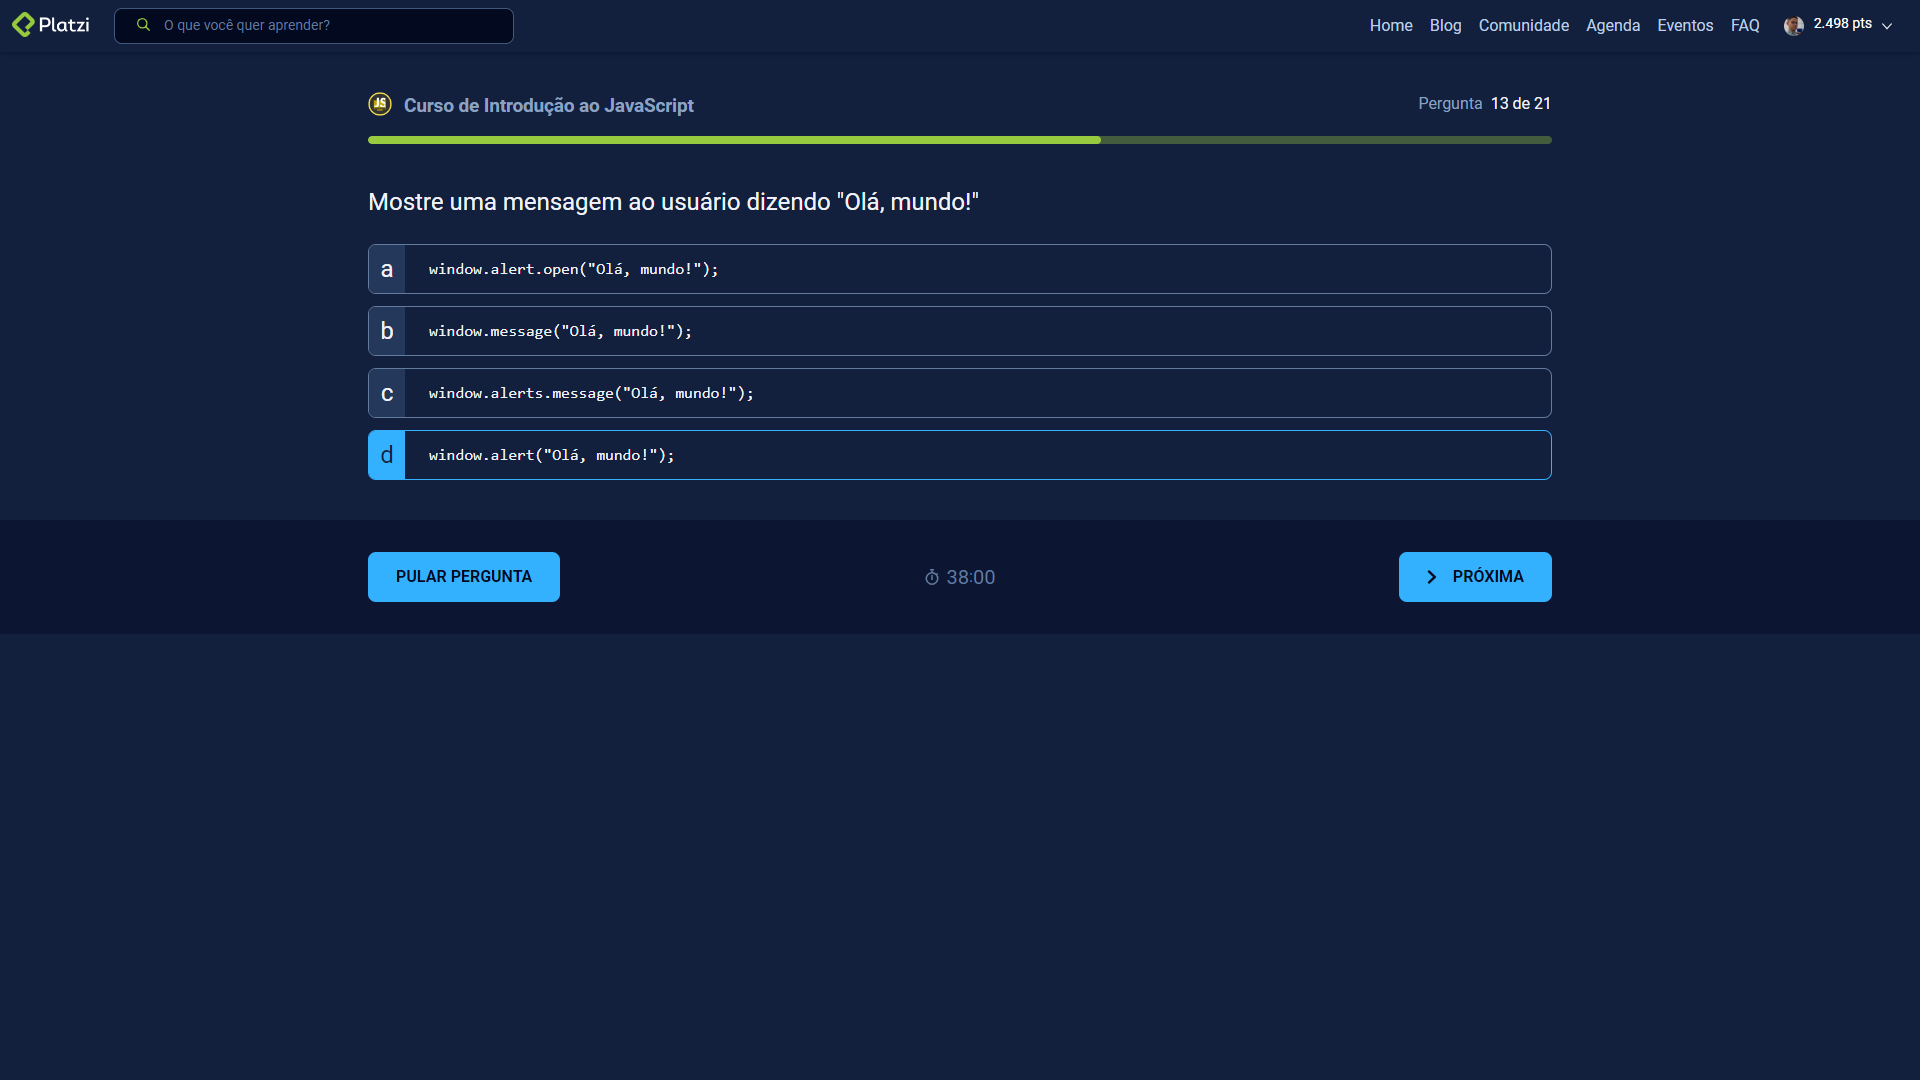 Platzi
O que você quer aprender?
Home
Blog
Comunidade
Agenda
Eventos
FAQ
2.498 pts
JS
Curso de Introdução ao JavaScript
Pergunta 13 de 21
Mostre uma mensagem ao usuário dizendo "Olá, mundo!"
a window.alert.open("Olá, mundo!");
b window.message("Olá, mundo!");
c window.alerts.message("Olá, mundo!");
d window.alert("Olá, mundo!");
PULAR PERGUNTA
38:00
PRÓXIMA